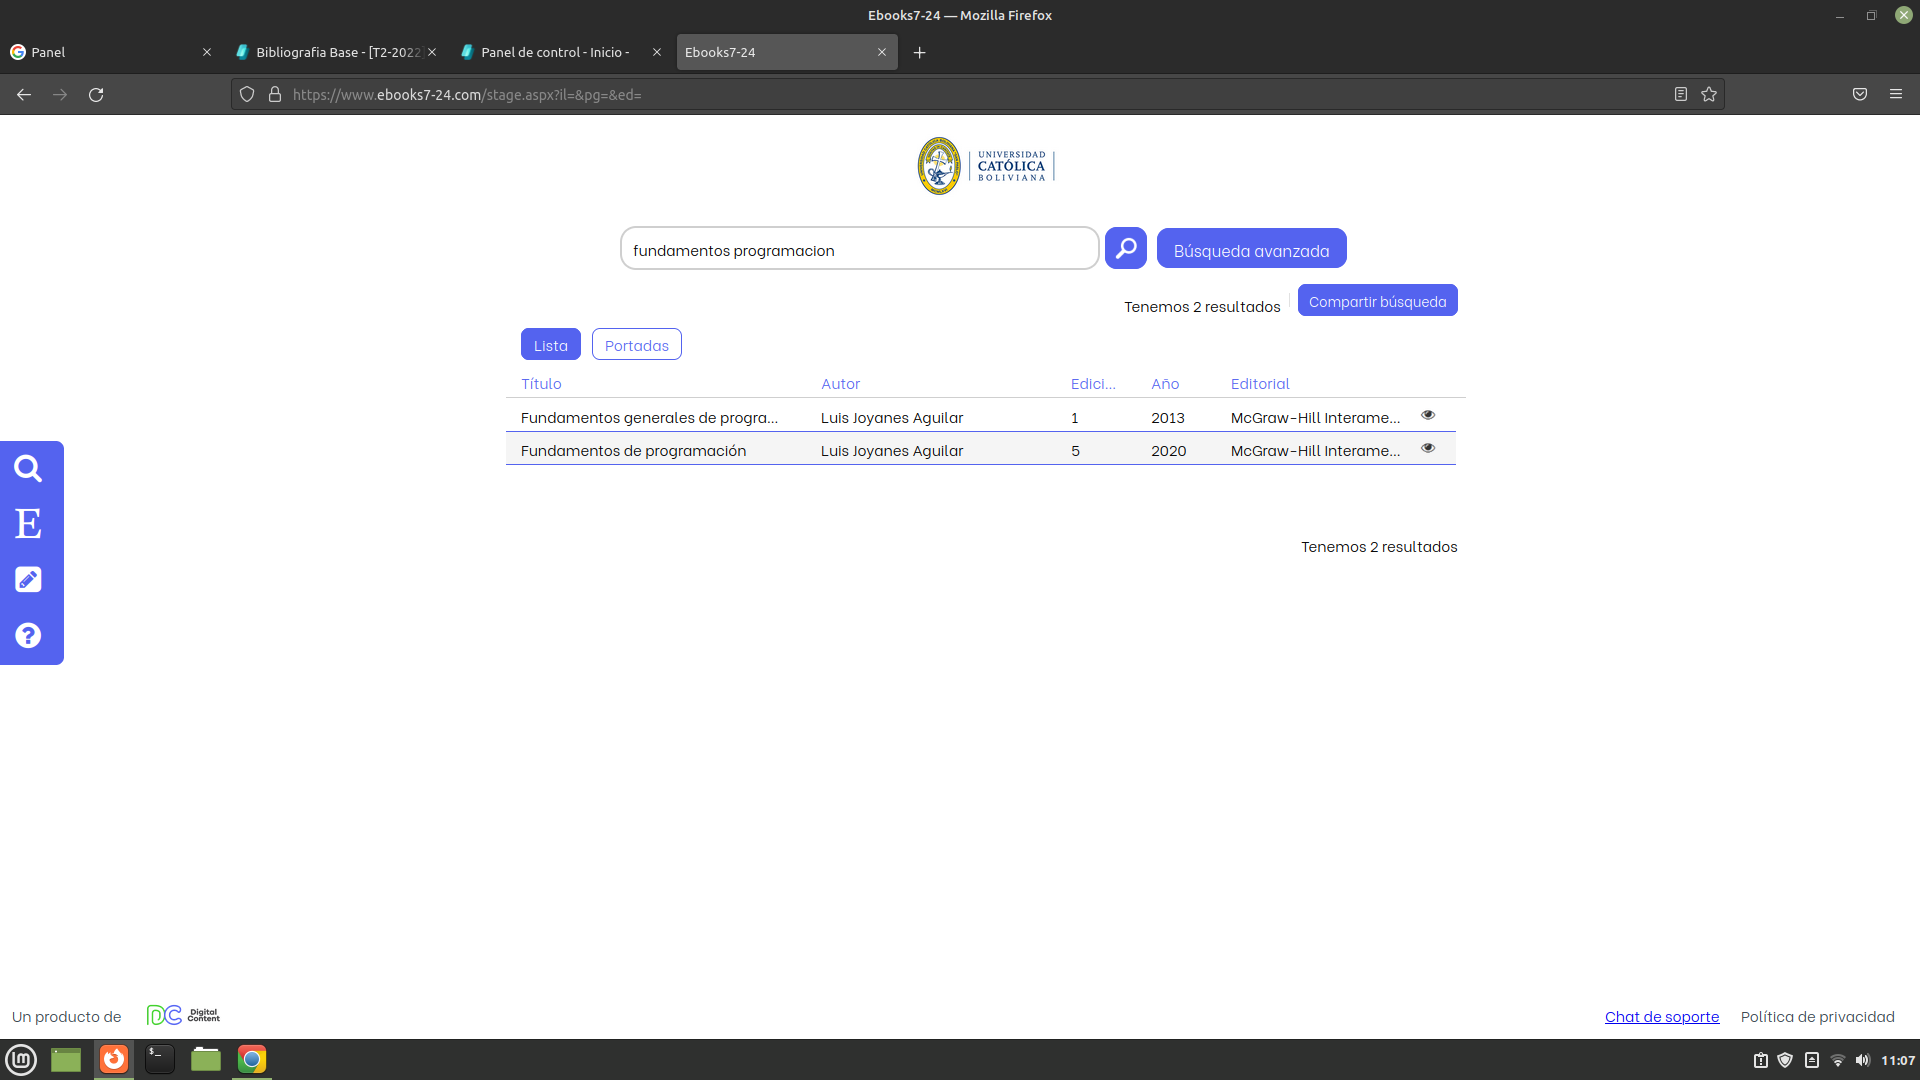 Ebooks7-24 — Mozilla Firefox
Panel
Bibliografia Base - [T2-2022]
Panel de control - Inicio -
Ebooks7-24
https://www.ebooks7-24.com/stage.aspx?il=&pg=&ed=
UNIVERSIDAD
CATÓLICA
BOLIVIANA
fundamentos programacion
Búsqueda avanzada
Tenemos 2 resultados
Compartir búsqueda
Lista
Portadas
Título Autor Edici... Año Editorial
Fundamentos generales de progra... Luis Joyanes Aguilar 1 2013 McGraw-Hill Interame...
Fundamentos de programación Luis Joyanes Aguilar 5 2020 McGraw-Hill Interame...
E
Tenemos 2 resultados
Un producto de
DC Digital
Content
Chat de soporte
Política de privacidad
11:07